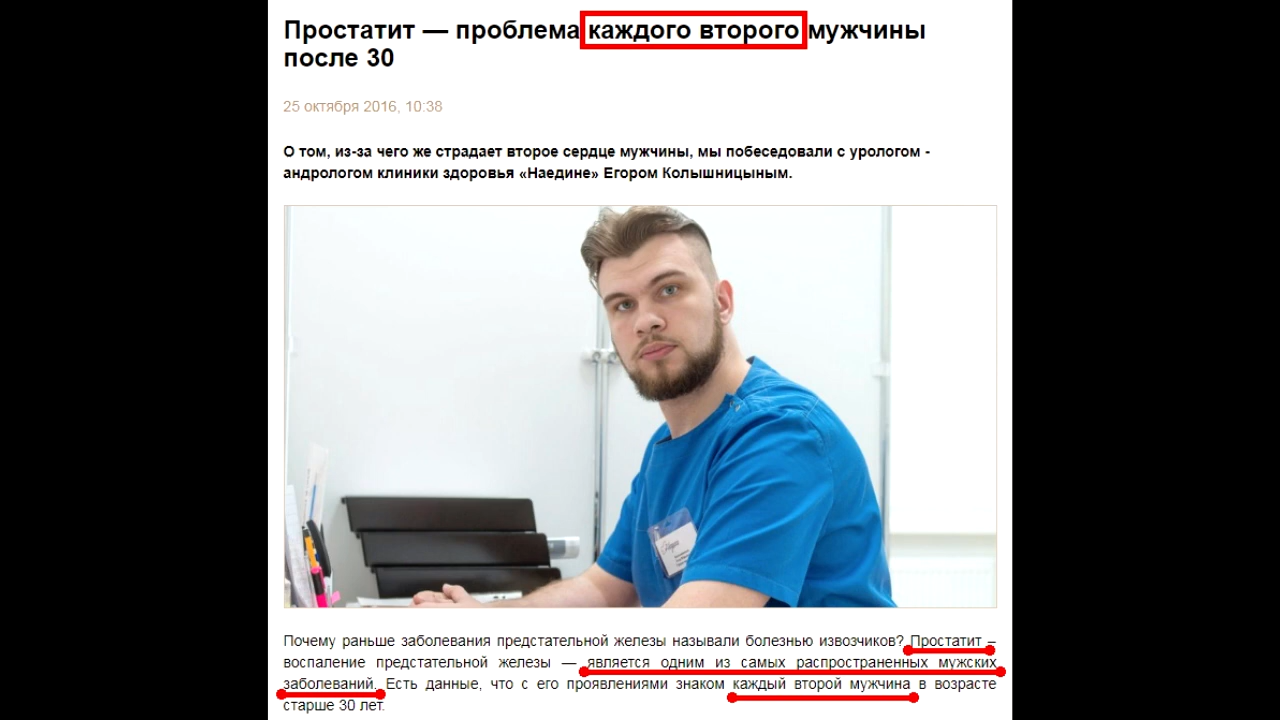 Простатит — проблема каждого второго мужчины
после 30
25 октября 2016, 10:38
О том, из-за чего же страдает второе сердце мужчины, мы побеседовали с урологом -
андрологом клиники здоровья «Наедине» Егором Колышницыным.
Почему раньше заболевания предстательной железы называли болезнью извозчиков? Простатит –
воспаление предстательной железы — является одним из самых распространенных мужских
заболеваний. Есть данные, что с его проявлениями знаком каждый второй мужчина в возрасте
старше 30 лет.